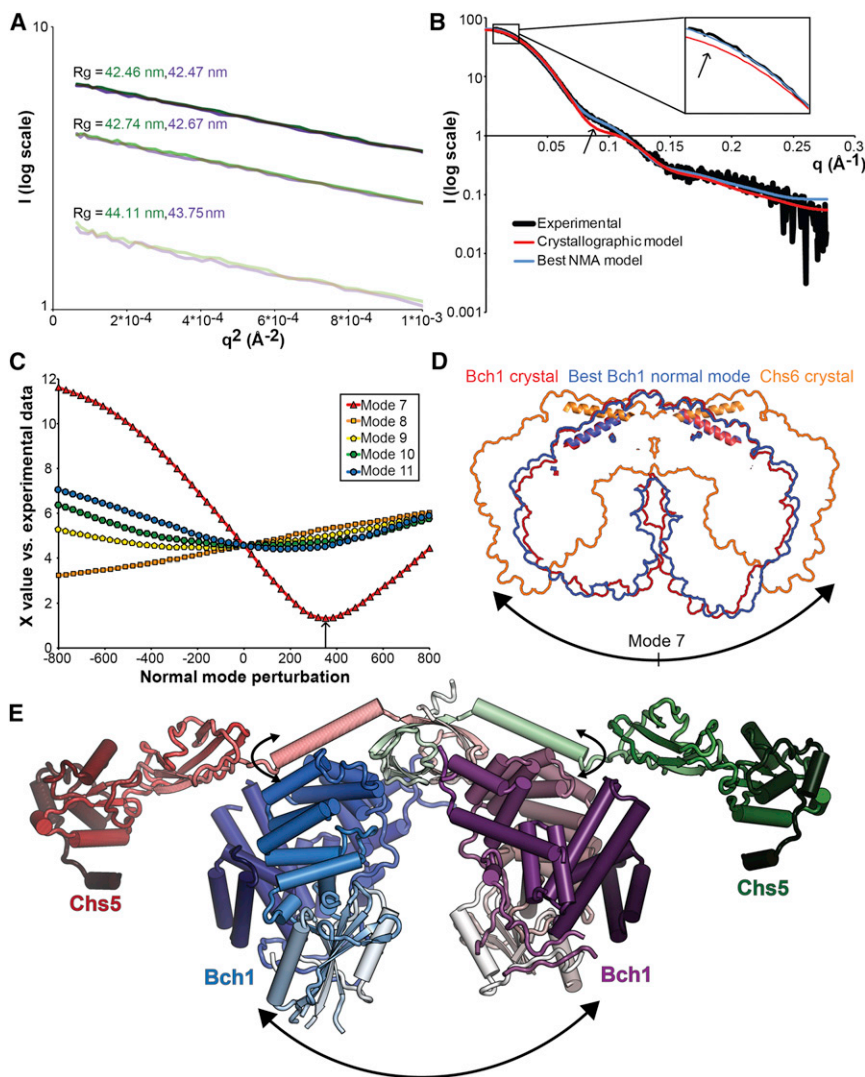 A
10
Rg = 42.46 nm, 42.47 nm
Rg = 42.74 nm, 42.67 nm
Rg = 44.11 nm, 43.75 nm
I (log scale)
1
2*10-4 4*10-4 6*10-4 8*10-4 1*10-3
q2 (Å-2)
B
100
10
1
0.1
0.01
0.001
I (log scale)
0.05 0.1 0.15 0.2 0.25 0.3
q (Å-1)
Experimental
Crystallographic model
Best NMA model
C
12
10
8
6
4
2
0
X value vs. experimental data
Mode 7
Mode 8
Mode 9
Mode 10
Mode 11
-800 -600 -400 -200 0 200 400 600 800
Normal mode perturbation
D
Bch1 crystal Best Bch1 normal mode Chs6 crystal
Mode 7
E
Chs5
Bch1
Bch1
Chs5